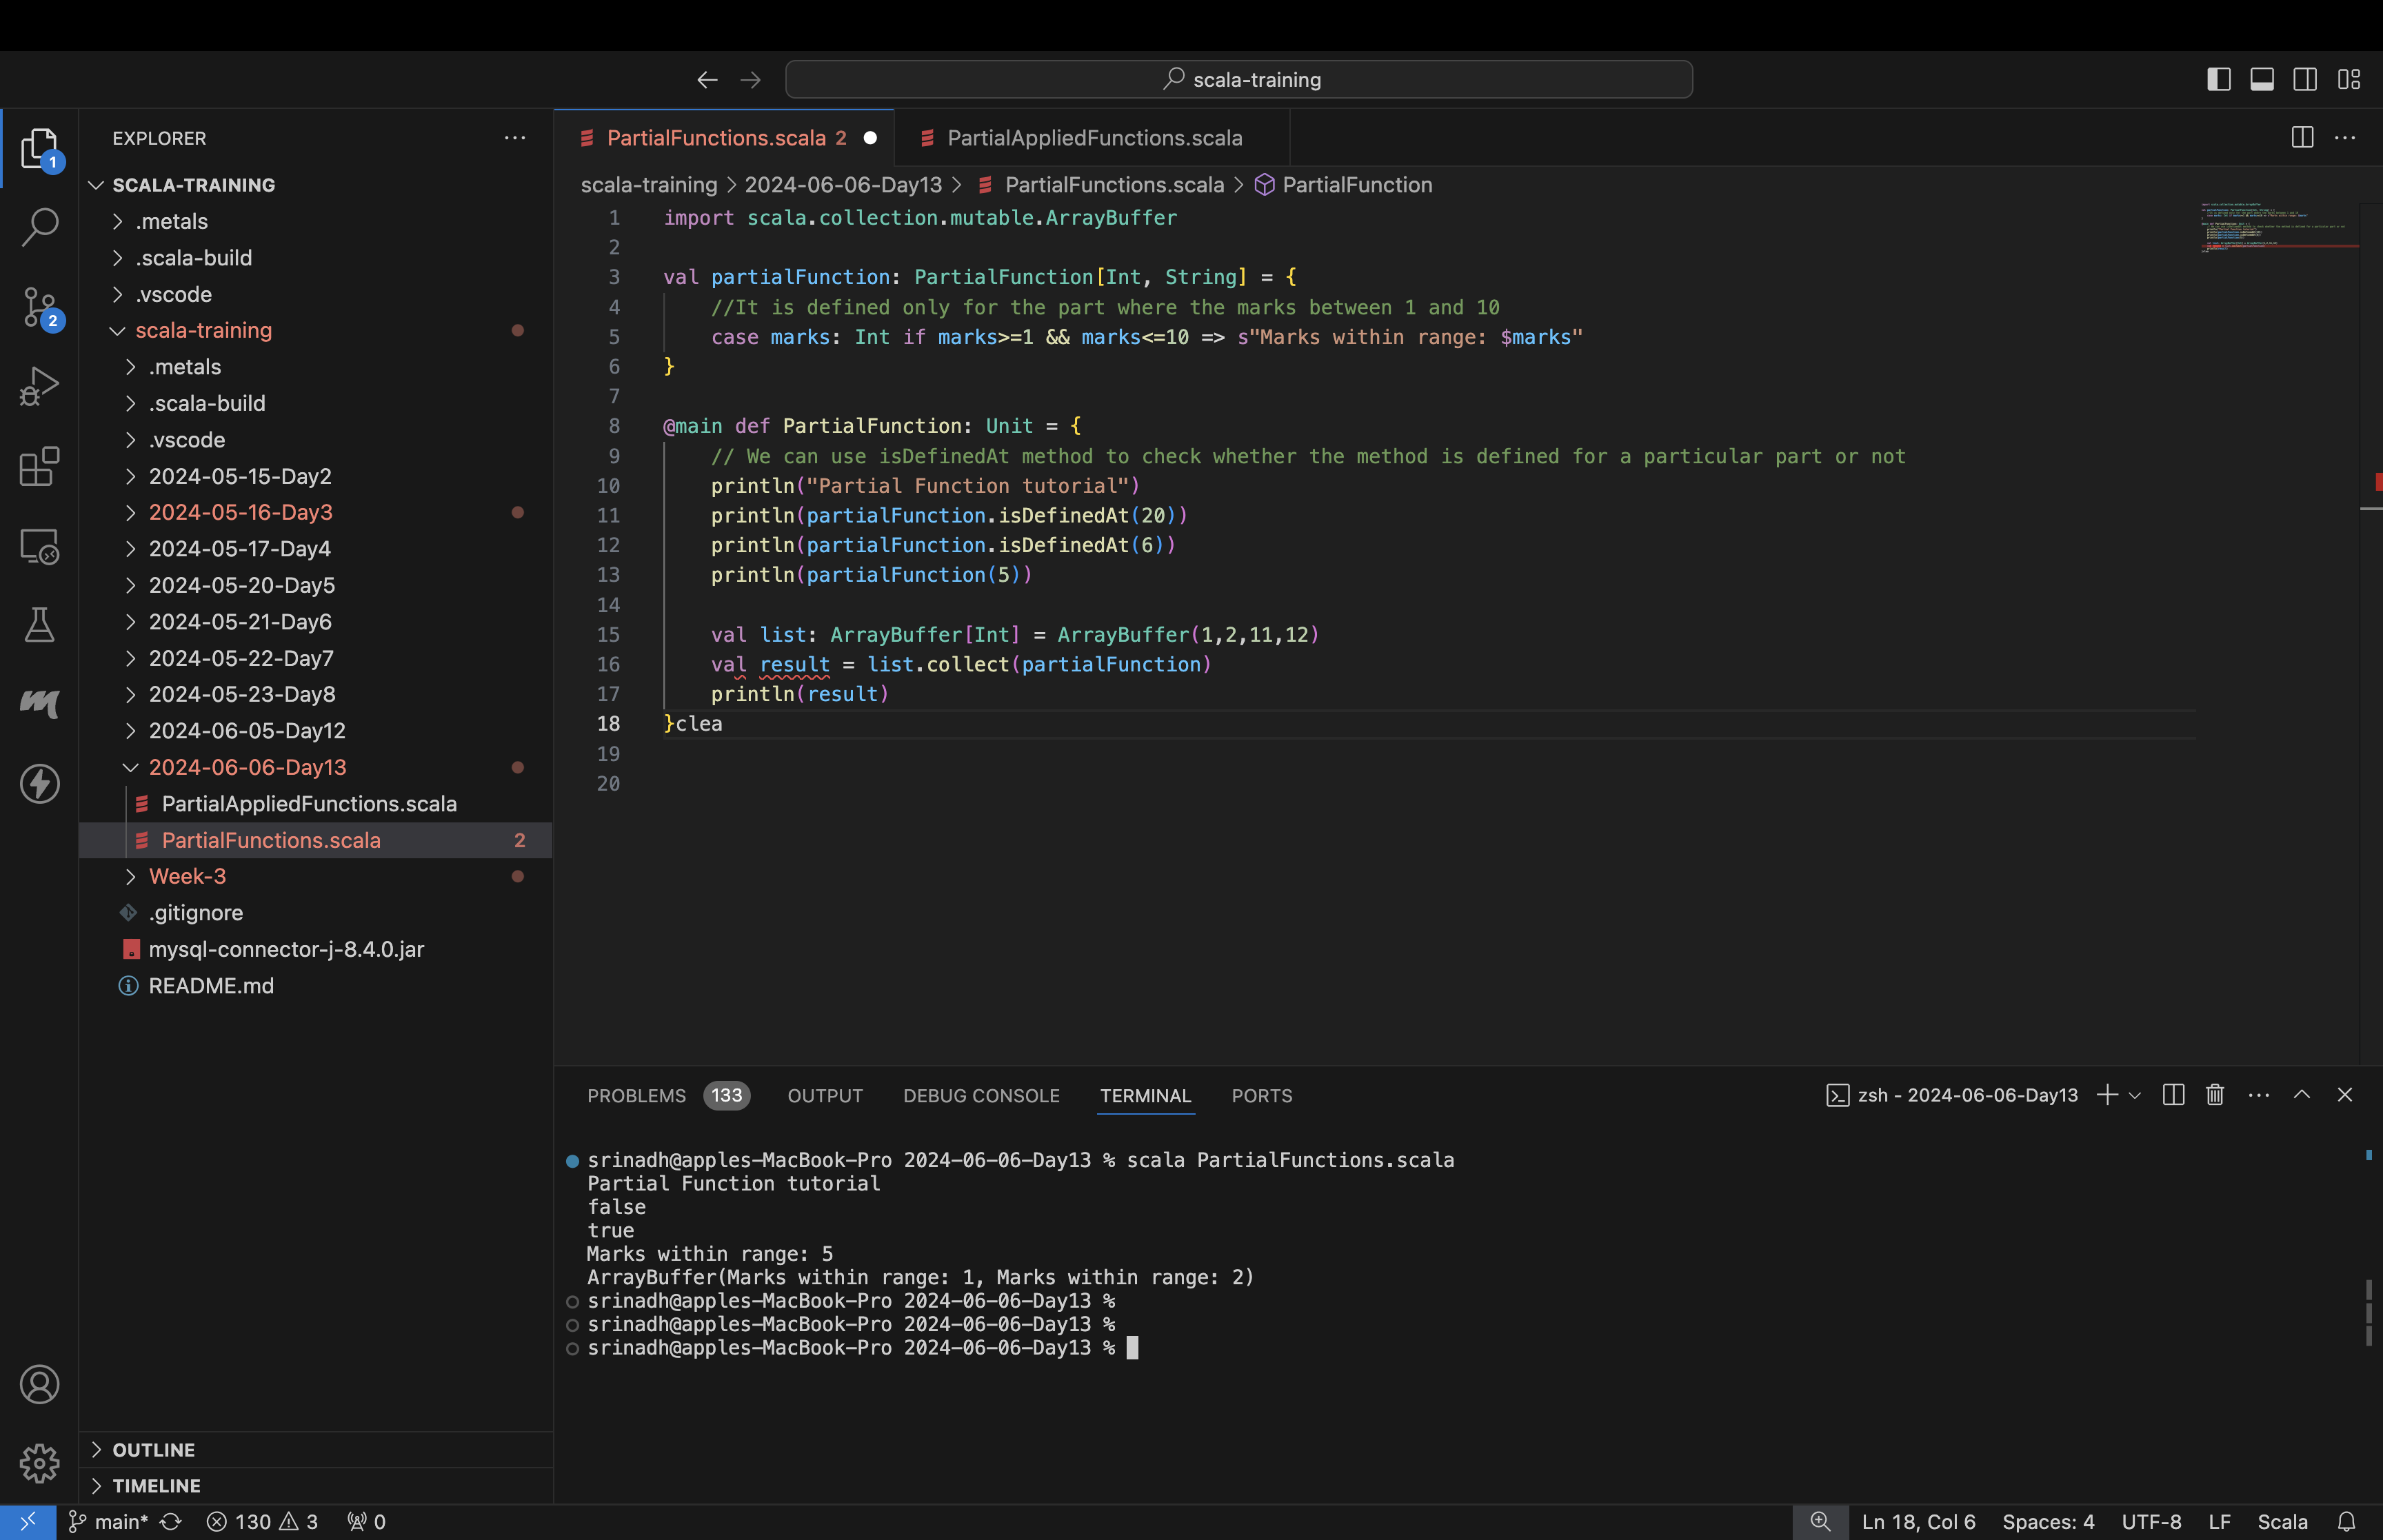 scala-training
EXPLORER
SCALA-TRAINING
.metals
.scala-build
.vscode
scala-training
.metals
.scala-build
.vscode
2024-05-15-Day2
2024-05-16-Day3
2024-05-17-Day4
2024-05-20-Day5
2024-05-21-Day6
2024-05-22-Day7
2024-05-23-Day8
2024-06-05-Day12
2024-06-06-Day13
PartialAppliedFunctions.scala
PartialFunctions.scala 2
Week-3
.gitignore
mysql-connector-j-8.4.0.jar
README.md
OUTLINE
TIMELINE
1
2
PartialFunctions.scala 2
PartialAppliedFunctions.scala
scala-training > 2024-06-06-Day13 > PartialFunctions.scala > PartialFunction
1 import scala.collection.mutable.ArrayBuffer
2
3 val partialFunction: PartialFunction[Int, String] = {
4 //It is defined only for the part where the marks between 1 and 10
5 case marks: Int if marks>=1 && marks<=10 => s"Marks within range: $marks"
6 }
7
8 @main def PartialFunction: Unit = {
9 // We can use isDefinedAt method to check whether the method is defined for a particular part or not
10 println("Partial Function tutorial")
11 println(partialFunction.isDefinedAt(20))
12 println(partialFunction.isDefinedAt(6))
13 println(partialFunction(5))
14
15 val list: ArrayBuffer[Int] = ArrayBuffer(1,2,11,12)
16 val result = list.collect(partialFunction)
17 println(result)
18 }clea
19
20
PROBLEMS 133 OUTPUT DEBUG CONSOLE TERMINAL PORTS
zsh - 2024-06-06-Day13
srinadh@apples-MacBook-Pro 2024-06-06-Day13 % scala PartialFunctions.scala
Partial Function tutorial
false
true
Marks within range: 5
ArrayBuffer(Marks within range: 1, Marks within range: 2)
srinadh@apples-MacBook-Pro 2024-06-06-Day13 %
srinadh@apples-MacBook-Pro 2024-06-06-Day13 %
srinadh@apples-MacBook-Pro 2024-06-06-Day13 %
main* 130 3 0
Ln 18, Col 6 Spaces: 4 UTF-8 LF Scala